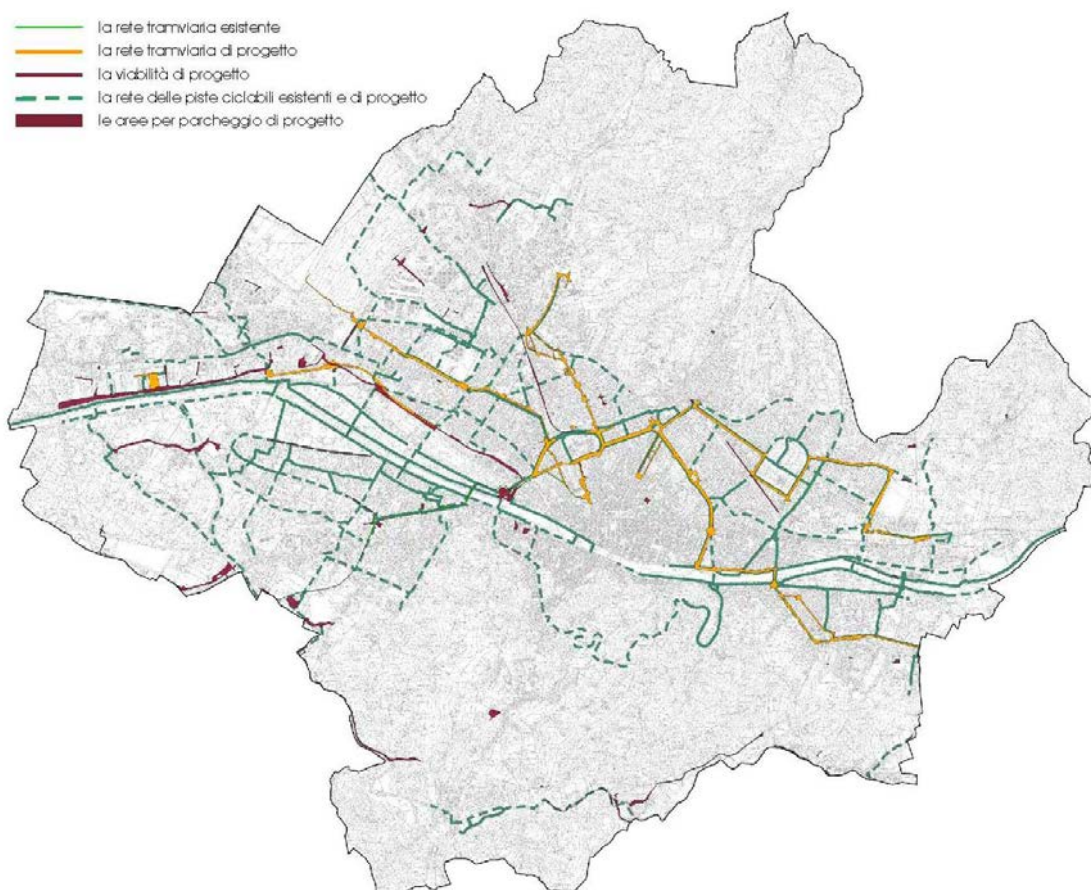 la rete tramviaria esistente
la rete tramviaria di progetto
la viabilità di progetto
la rete delle piste ciclabili esistenti e di progetto
le aree per parcheggio di progetto